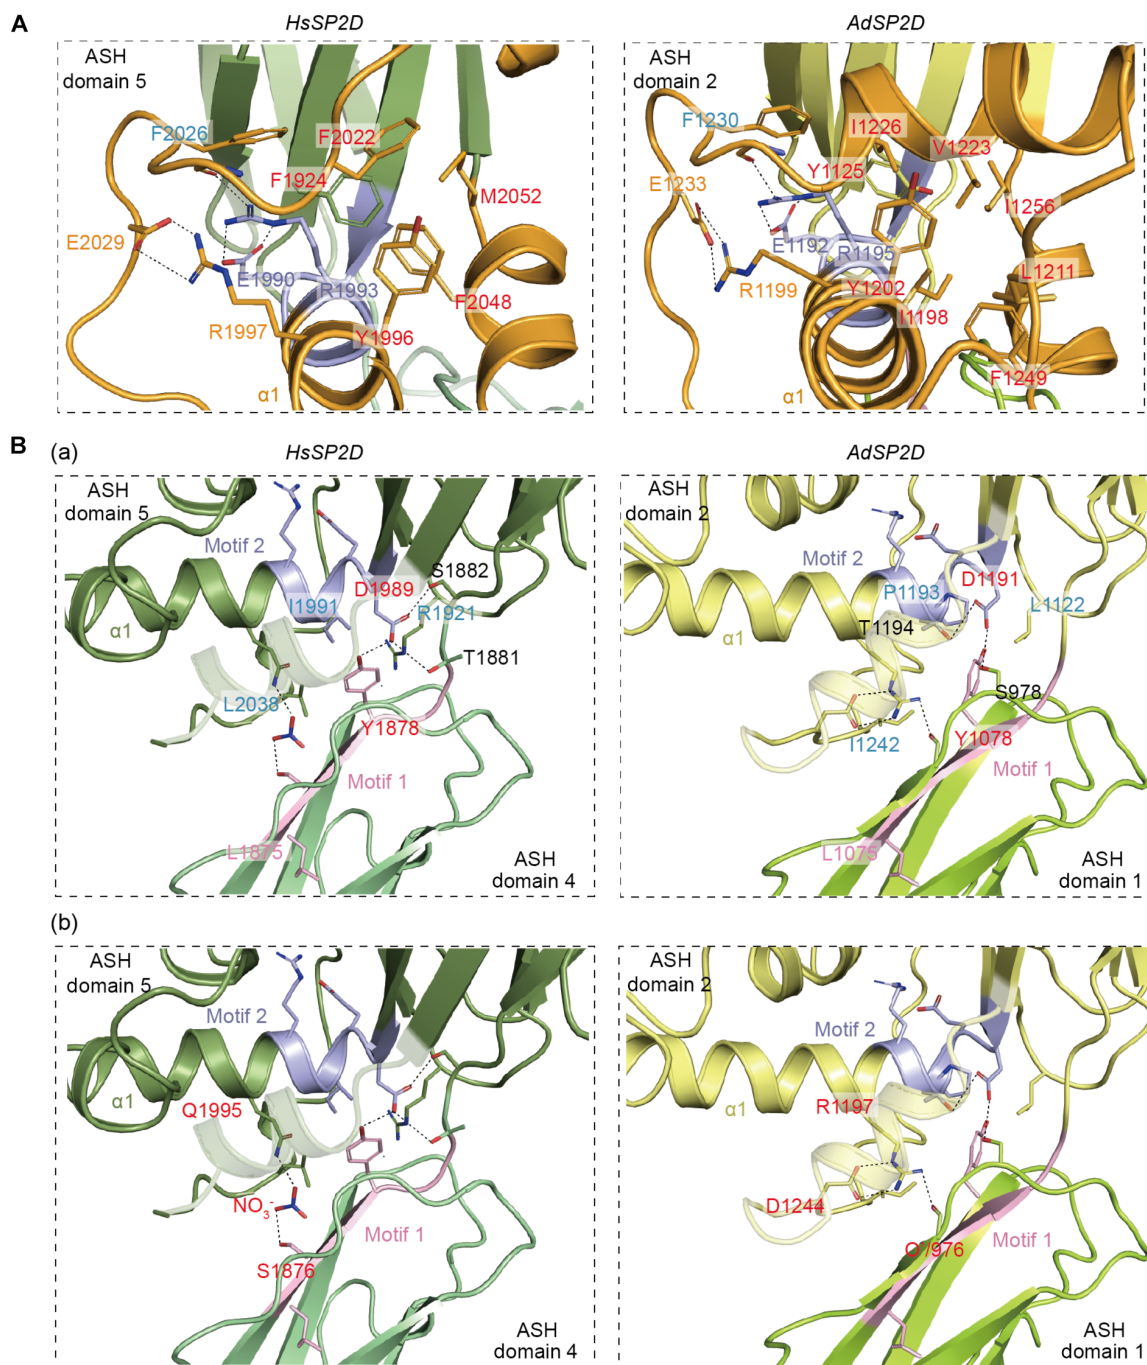 A
HsSP2D
AdSP2D
ASH
domain 5
F2026
F2022
F1924
M2052
E2029
E1990
R1993
F2048
R1997
Y1996
α1
ASH
domain 2
F1230
I1226
V1223
Y1125
E1233
I1256
E1192
R1195
L1211
R1199
Y1202
I1198
F1249
α1
B
(a)
HsSP2D
AdSP2D
ASH
domain 5
Motif 2
S1882
D1989
I1991
R1921
α1
T1881
L2038
Y1878
Motif 1
L1875
ASH
domain 4
ASH
domain 2
Motif 2
D1191
P1193
L1122
T1194
α1
S978
I1242
Y1078
Motif 1
L1075
ASH
domain 1
(b)
ASH
domain 5
Motif 2
α1
Q1995
NO3-
Motif 1
S1876
ASH
domain 4
ASH
domain 2
Motif 2
R1197
α1
D1244
O'/976
Motif 1
ASH
domain 1